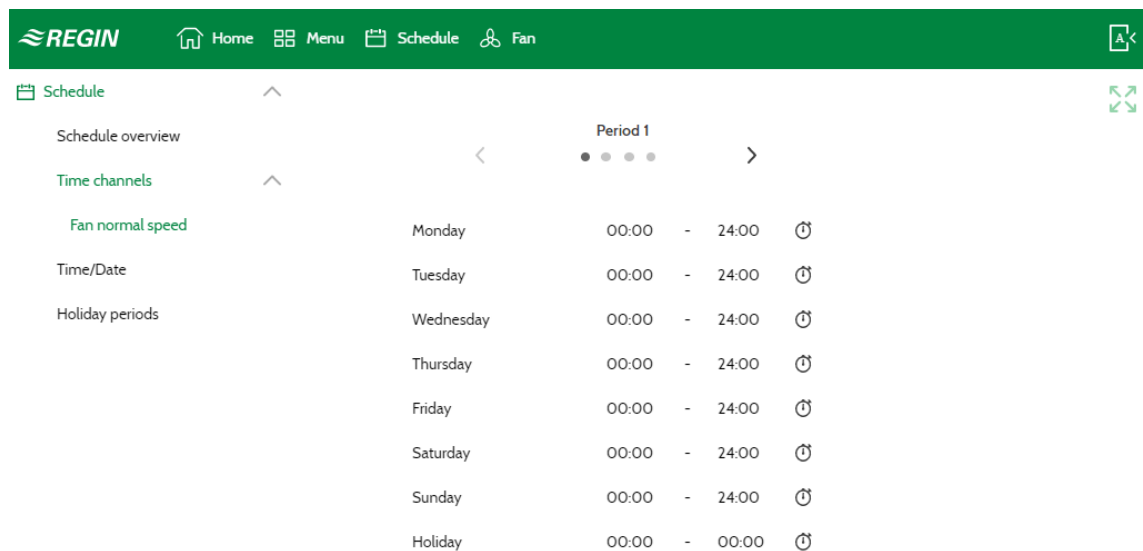 REGIN Home Menu Schedule Fan A
Schedule
Schedule overview
Time channels
Fan normal speed
Time/Date
Holiday periods
Period 1
Monday 00:00 - 24:00
Tuesday 00:00 - 24:00
Wednesday 00:00 - 24:00
Thursday 00:00 - 24:00
Friday 00:00 - 24:00
Saturday 00:00 - 24:00
Sunday 00:00 - 24:00
Holiday 00:00 - 00:00